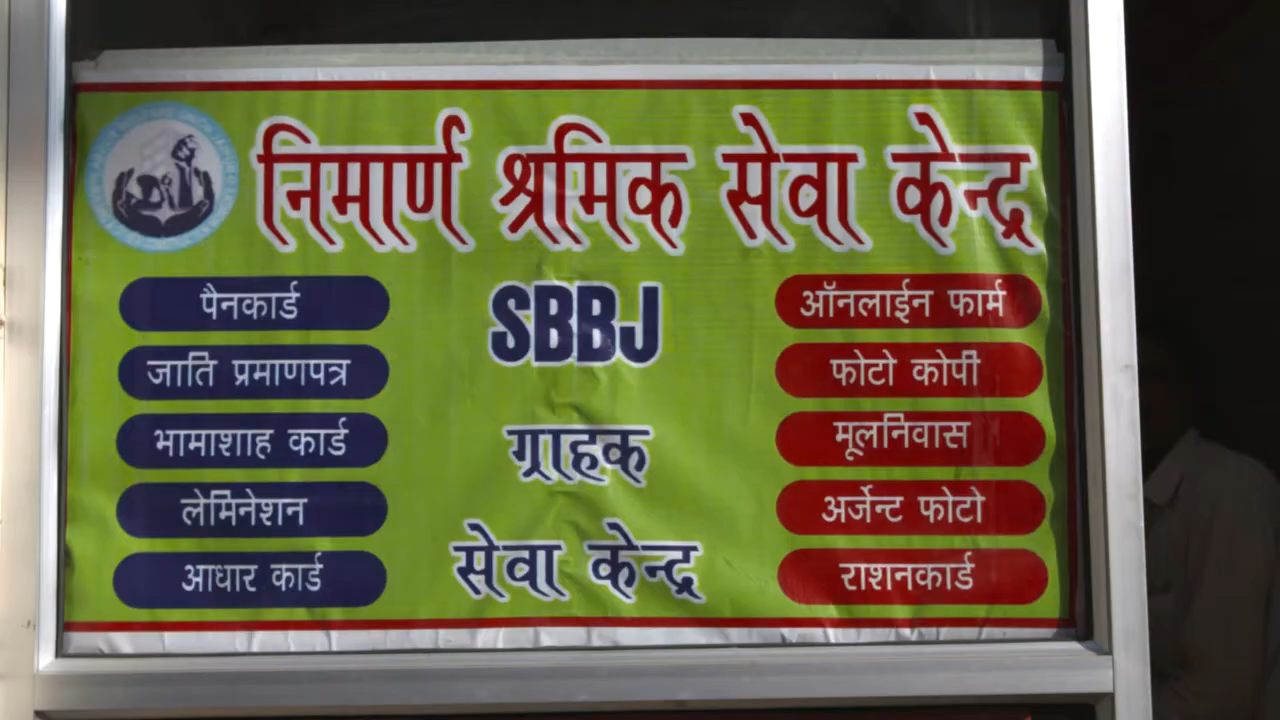 निमार्ण श्रमिक सेवा केन्द्र
पैनकार्ड
जाति प्रमाणपत्र
भामाशाह कार्ड
लेमिनेशन
आधार कार्ड
SBBJ
ग्राहक
सेवा केन्द्र
ऑनलाईन फार्म
फोटो कोपी
मूलनिवास
अर्जेन्ट फोटो
राशनकार्ड